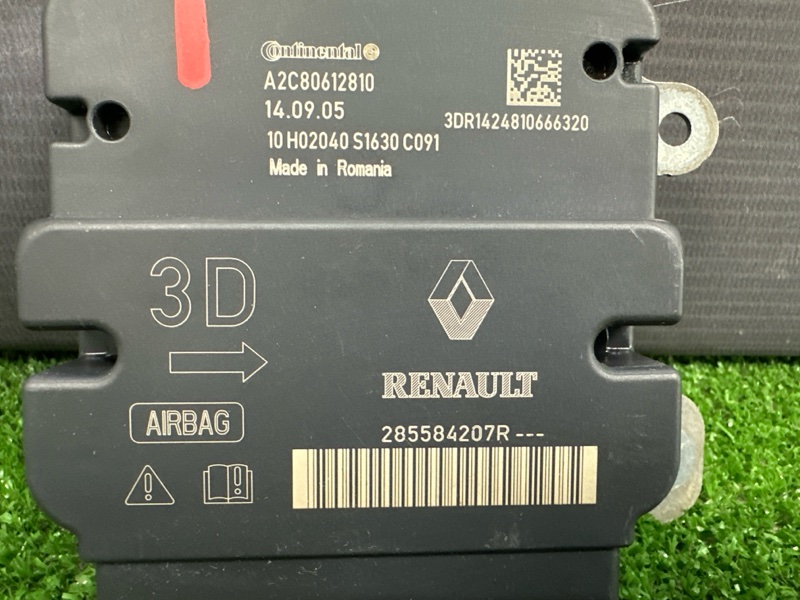 Continental
A2C80612810
14.09.05
10 H02040 S1630 C091
Made in Romania
3DR1424810666320
3D
RENAULT
AIRBAG
285584207R---